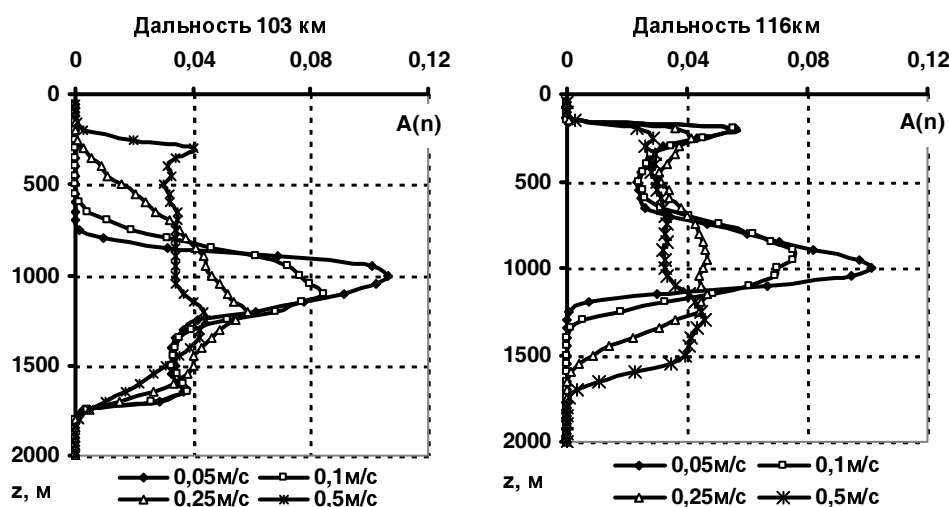 Дальность 103 км
0 0,04 0,08 0,12
0
A(n)
500
1000
1500
2000
z, м
0,05м/с 0,1м/с
0,25м/с 0,5м/с
Дальность 116км
0 0,04 0,08 0,12
0
A(n)
500
1000
1500
2000
z, м
0,05м/с 0,1м/с
0,25м/с 0,5м/с